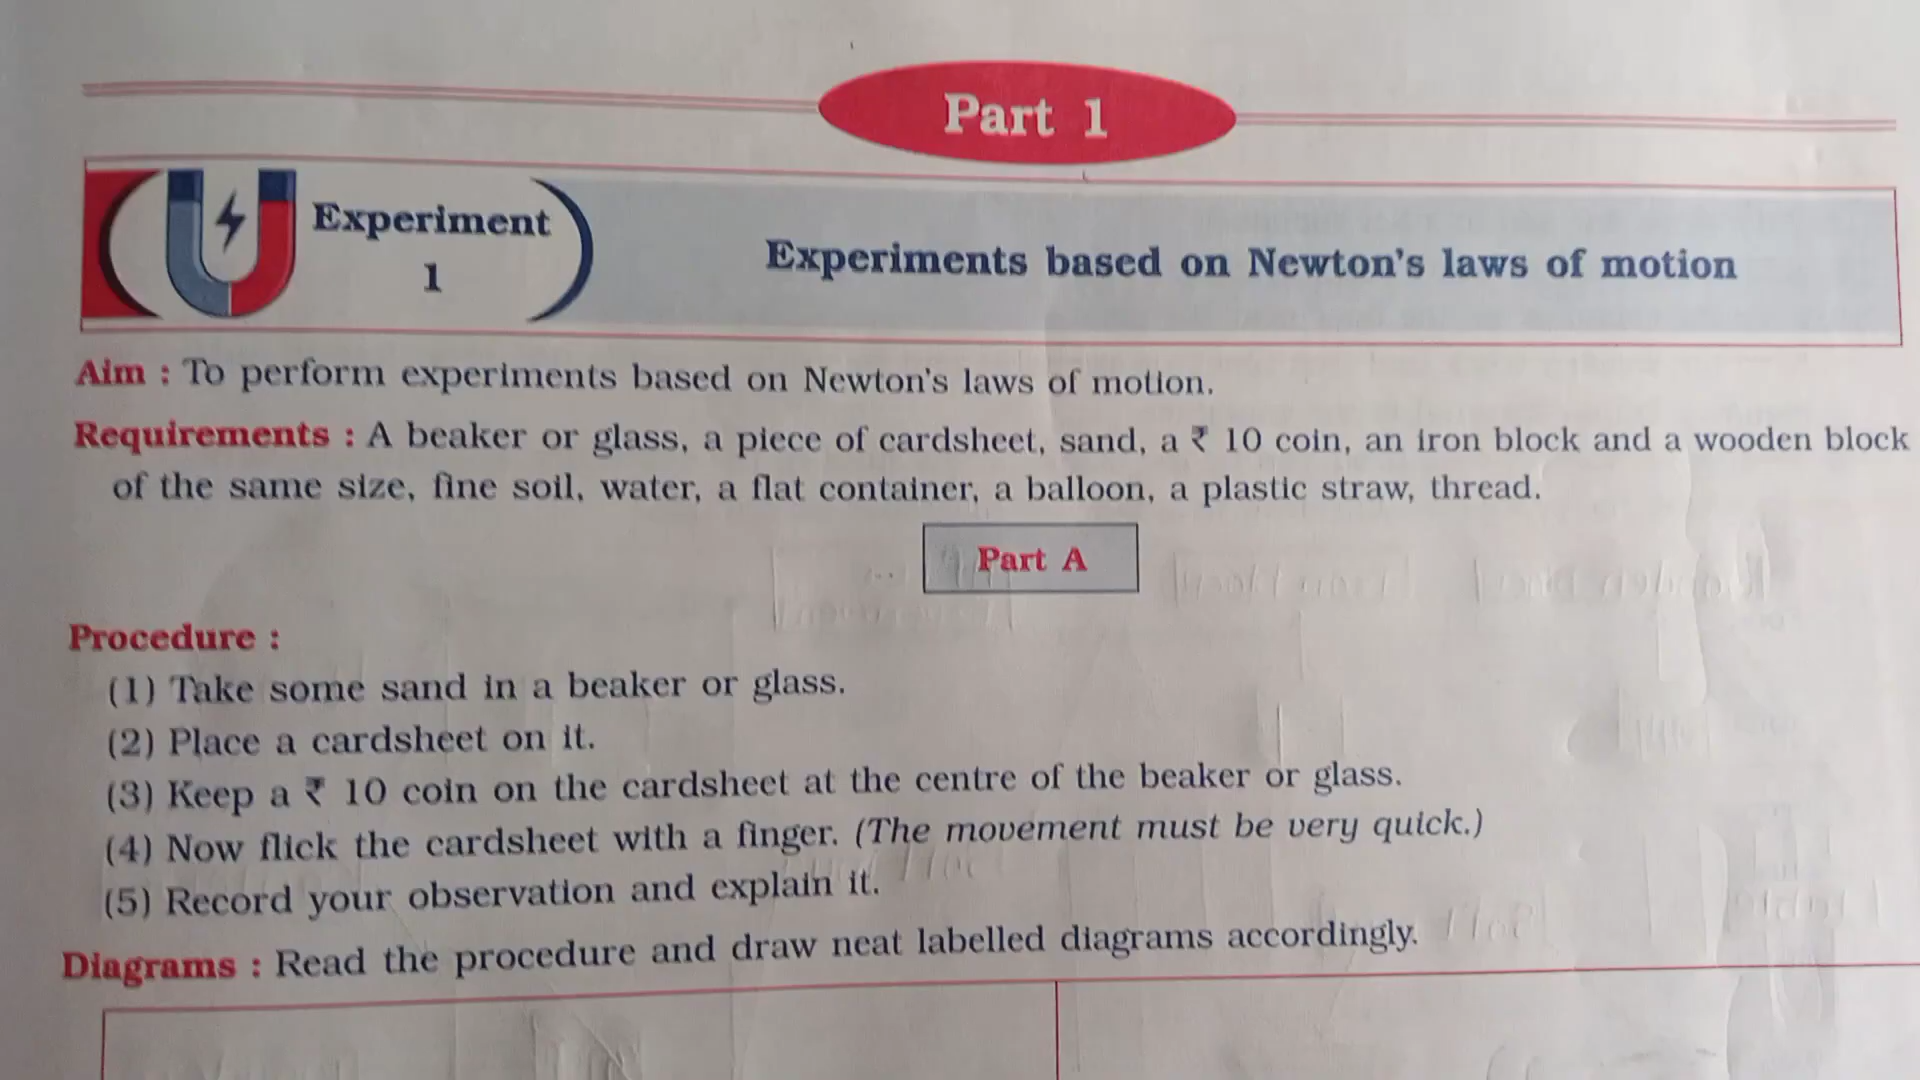 Part 1
Experiment
1
Experiments based on Newton's laws of motion
Aim : To perform experiments based on Newton's laws of motion.
Requirements : A beaker or glass, a piece of cardsheet, sand, a ₹ 10 coin, an iron block and a wooden block
of the same size, fine soil, water, a flat container, a balloon, a plastic straw, thread.
Part A
Procedure :
(1) Take some sand in a beaker or glass.
(2) Place a cardsheet on it.
(3) Keep a ₹ 10 coin on the cardsheet at the centre of the beaker or glass.
(4) Now flick the cardsheet with a finger. (The movement must be very quick.)
(5) Record your observation and explain it.
Diagrams : Read the procedure and draw neat labelled diagrams accordingly.